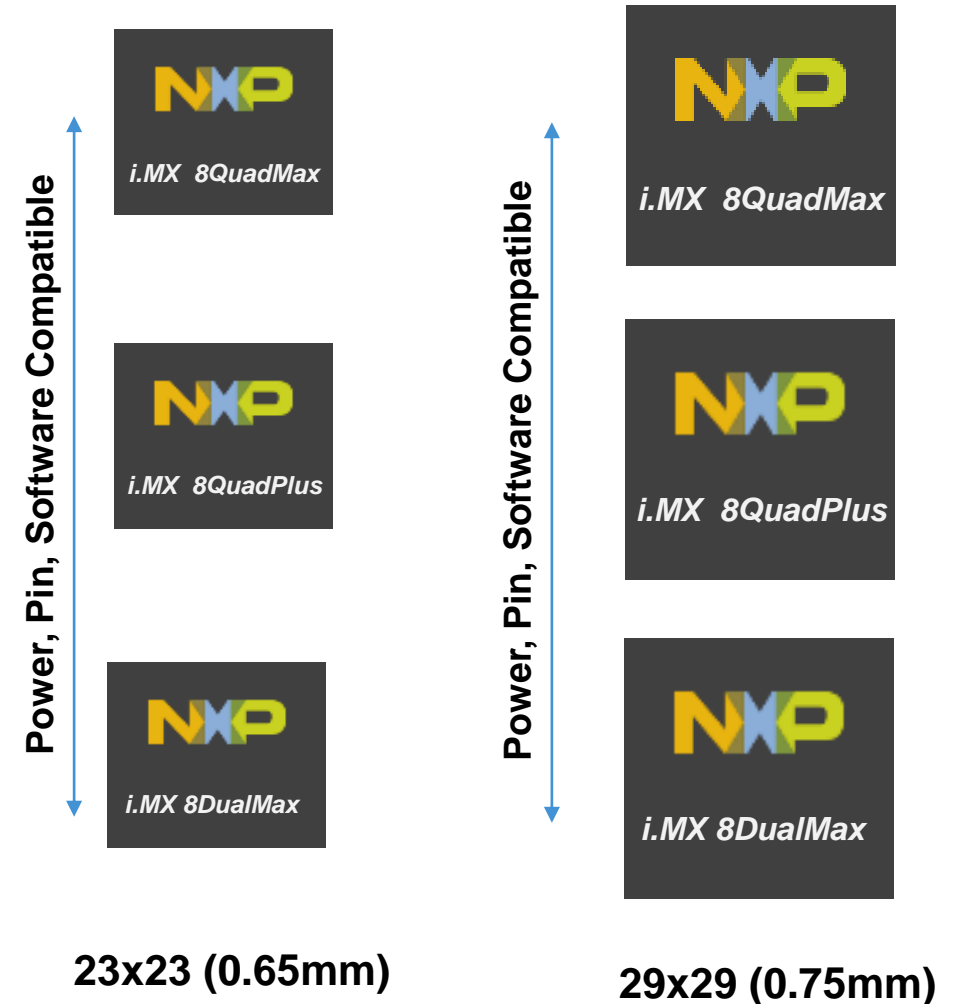 Power, Pin, Software Compatible
NXP
i.MX 8QuadMax
NXP
i.MX 8QuadPlus
NXP
i.MX 8DualMax
23x23 (0.65mm)
Power, Pin, Software Compatible
NXP
i.MX 8QuadMax
NXP
i.MX 8QuadPlus
NXP
i.MX 8DualMax
29x29 (0.75mm)